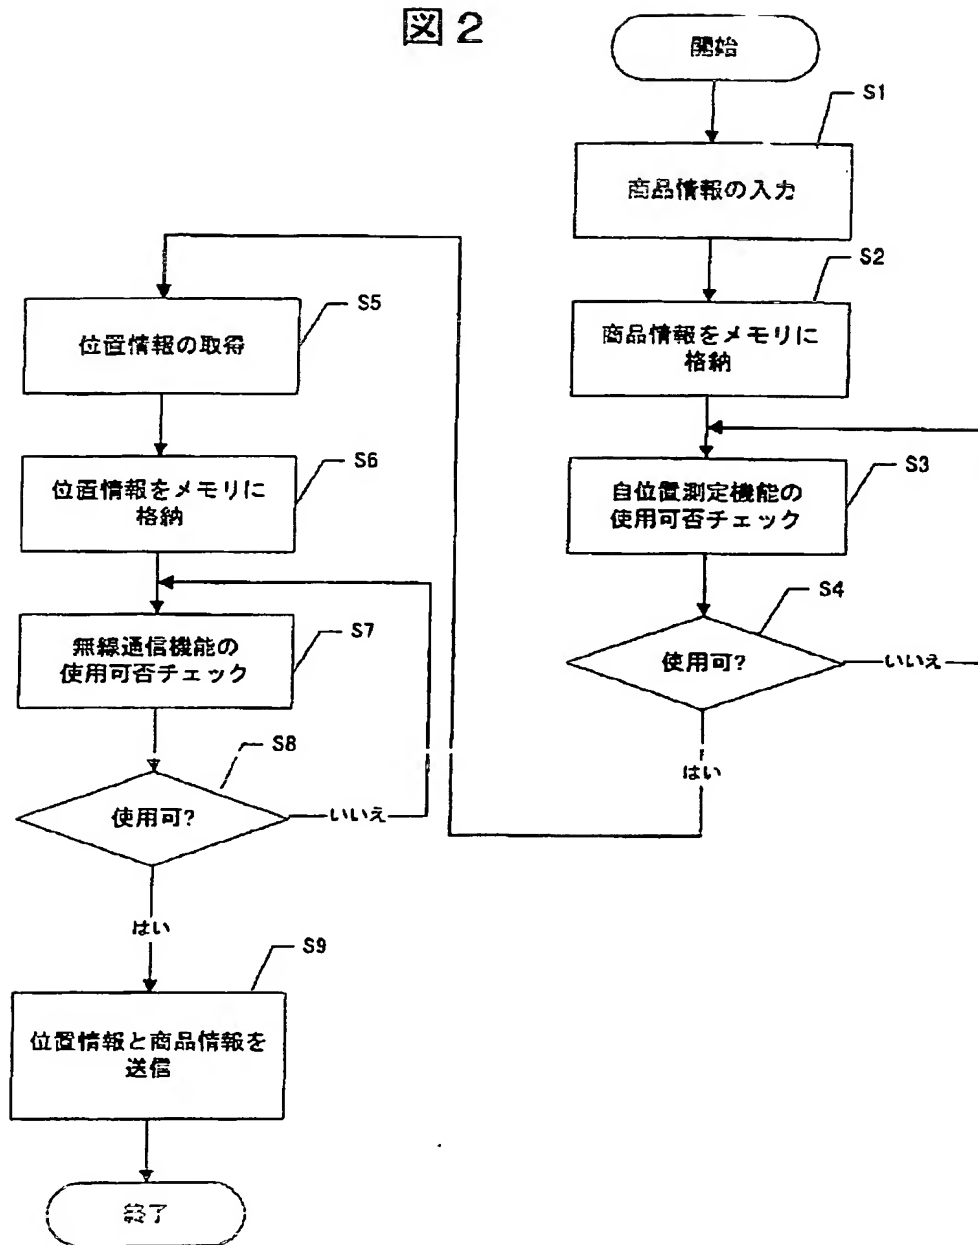 図2
開始
S1
商品情報の入力
S2
商品情報をメモリに
格納
S3
自位置測定機能の
使用可否チェック
S4
使用可?
いいえ
はい
S5
位置情報の取得
S6
位置情報をメモリに
格納
S7
無線通信機能の
使用可否チェック
S8
使用可?
いいえ
はい
S9
位置情報と商品情報を
送信
終了